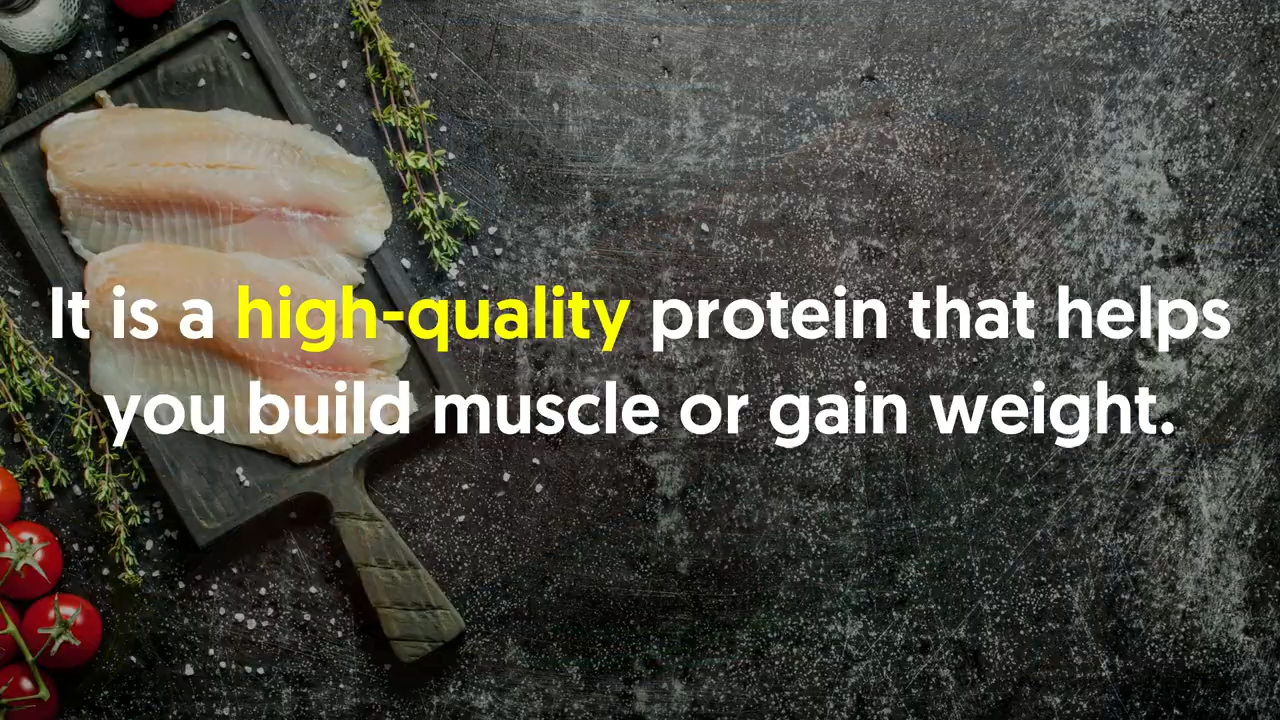 It is a high-quality protein that helps
you build muscle or gain weight.